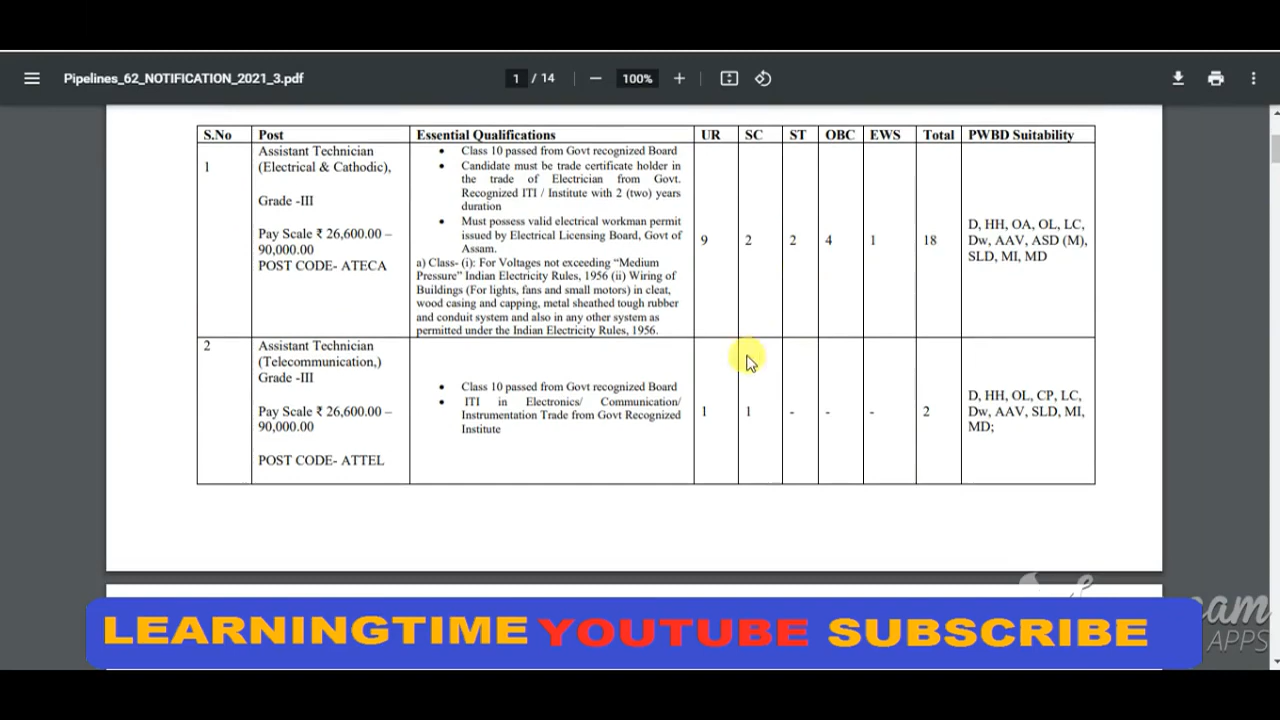 Pipelines_62_NOTIFICATION_2021_3.pdf
1 / 14
100%
S.No Post Essential Qualifications UR SC ST OBC EWS Total PWBD Suitability
1
Assistant Technician
(Electrical & Cathodic),
Grade -III
Pay Scale ₹ 26,600.00 –
90,000.00
POST CODE- ATECA
• Class 10 passed from Govt recognized Board
• Candidate must be trade certificate holder in
the trade of Electrician from Govt.
Recognized ITI / Institute with 2 (two) years
duration
• Must possess valid electrical workman permit
issued by Electrical Licensing Board, Govt of
Assam.
a) Class- (i): For Voltages not exceeding “Medium
Pressure” Indian Electricity Rules, 1956 (ii) Wiring of
Buildings (For lights, fans and small motors) in cleat,
wood casing and capping, metal sheathed tough rubber
and conduit system and also in any other system as
permitted under the Indian Electricity Rules, 1956.
9 2 2 4 1 18
D, HH, OA, OL, LC,
Dw, AAV, ASD (M),
SLD, MI, MD
2
Assistant Technician
(Telecommunication,)
Grade -III
Pay Scale ₹ 26,600.00 –
90,000.00
POST CODE- ATTEL
• Class 10 passed from Govt recognized Board
• ITI in Electronics/ Communication/
Instrumentation Trade from Govt Recognized
Institute
1 1 - - - 2
D, HH, OL, CP, LC,
Dw, AAV, SLD, MI,
MD;
LEARNINGTIME YOUTUBE SUBSCRIBE
APPS